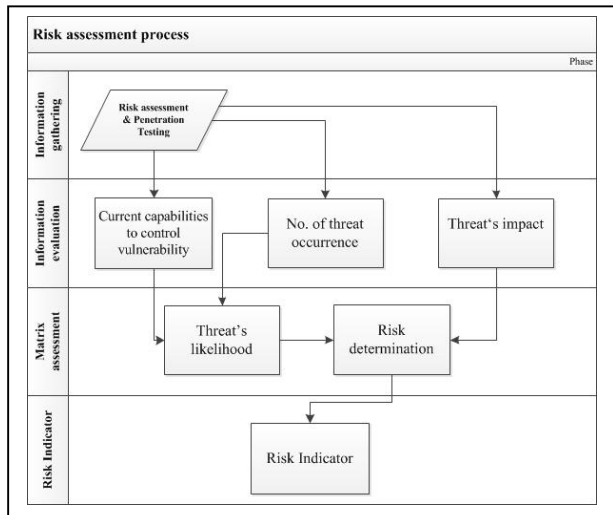 Risk assessment process
Phase
Information
gathering
Risk assessment
& Penetration
Testing
Information
evaluation
Current capabilities
to control
vulnerability
No. of threat
occurrence
Threat‘s impact
Matrix
assessment
Threat’s
likelihood
Risk
determination
Risk Indicator
Risk Indicator